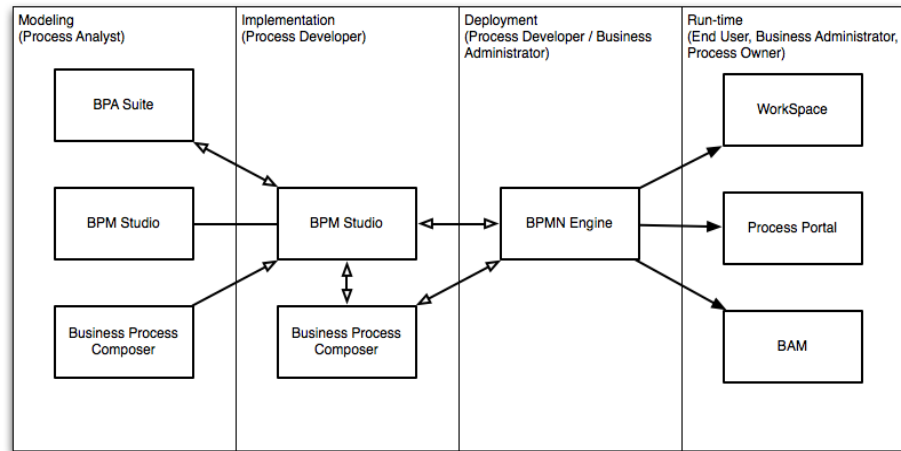 Modeling
(Process Analyst)
Implementation
(Process Developer)
Deployment
(Process Developer / Business
Administrator)
Run-time
(End User, Business Administrator,
Process Owner)
BPA Suite
WorkSpace
BPM Studio
BPM Studio
BPMN Engine
Process Portal
Business Process
Composer
Business Process
Composer
BAM